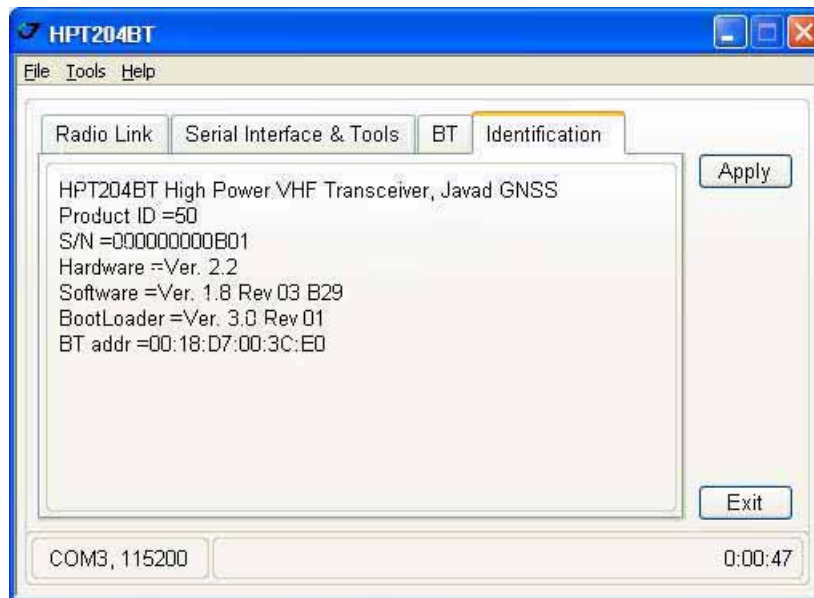 HPT204BT
File Tools Help
Radio Link Serial Interface & Tools BT Identification
Apply
HPT204BT High Power VHF Transceiver, Javad GNSS
Product ID =50
S/N =000000000B01
Hardware =Ver. 2.2
Software =Ver. 1.8 Rev 03 B29
BootLoader =Ver. 3.0 Rev 01
BT addr =00:18:D7:00:3C:E0
Exit
COM3, 115200 0:00:47